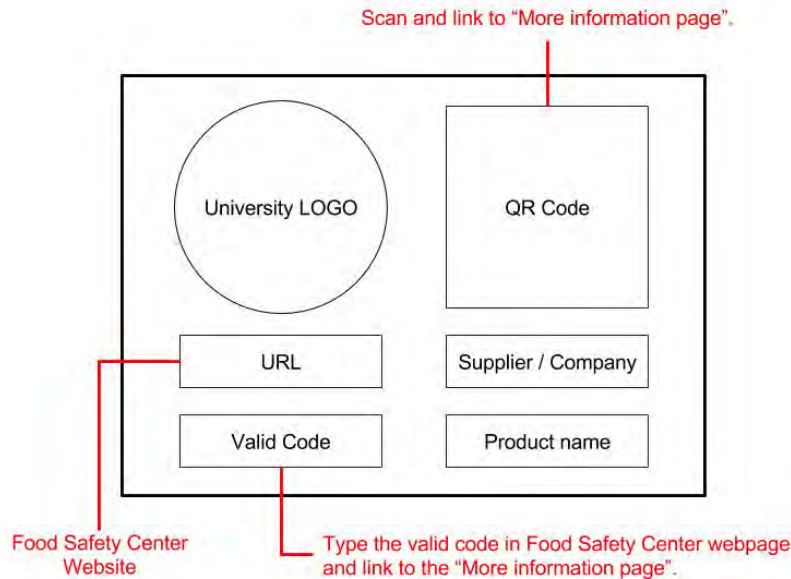 Scan and link to “More information page”.
University LOGO
QR Code
URL
Supplier / Company
Valid Code
Product name
Food Safety Center
Website
Type the valid code in Food Safety Center webpage
and link to the “More information page”.